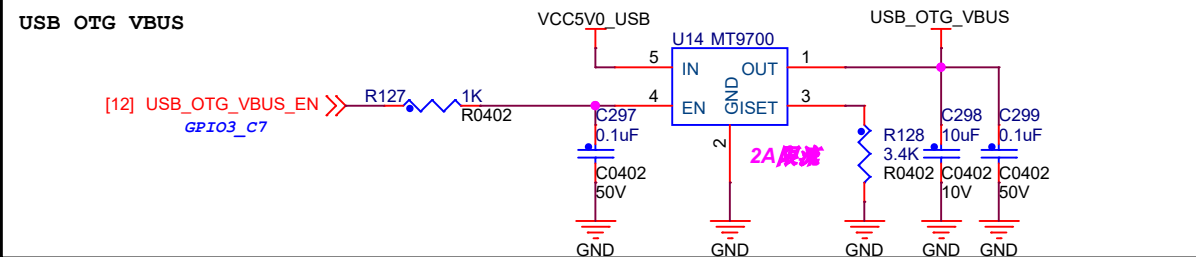 USB OTG VBUS
VCC5V0_USB
USB_OTG_VBUS
U14 MT9700
5
IN
OUT
1
[12] USB_OTG_VBUS_EN
R127
1K
R0402
4
EN
GND
ISET
3
GPIO3_C7
C297
0.1uF
C0402
50V
2
2A限流
R128
3.4K
R0402
C298
10uF
C0402
10V
C299
0.1uF
C0402
50V
GND
GND
GND
GND
GND